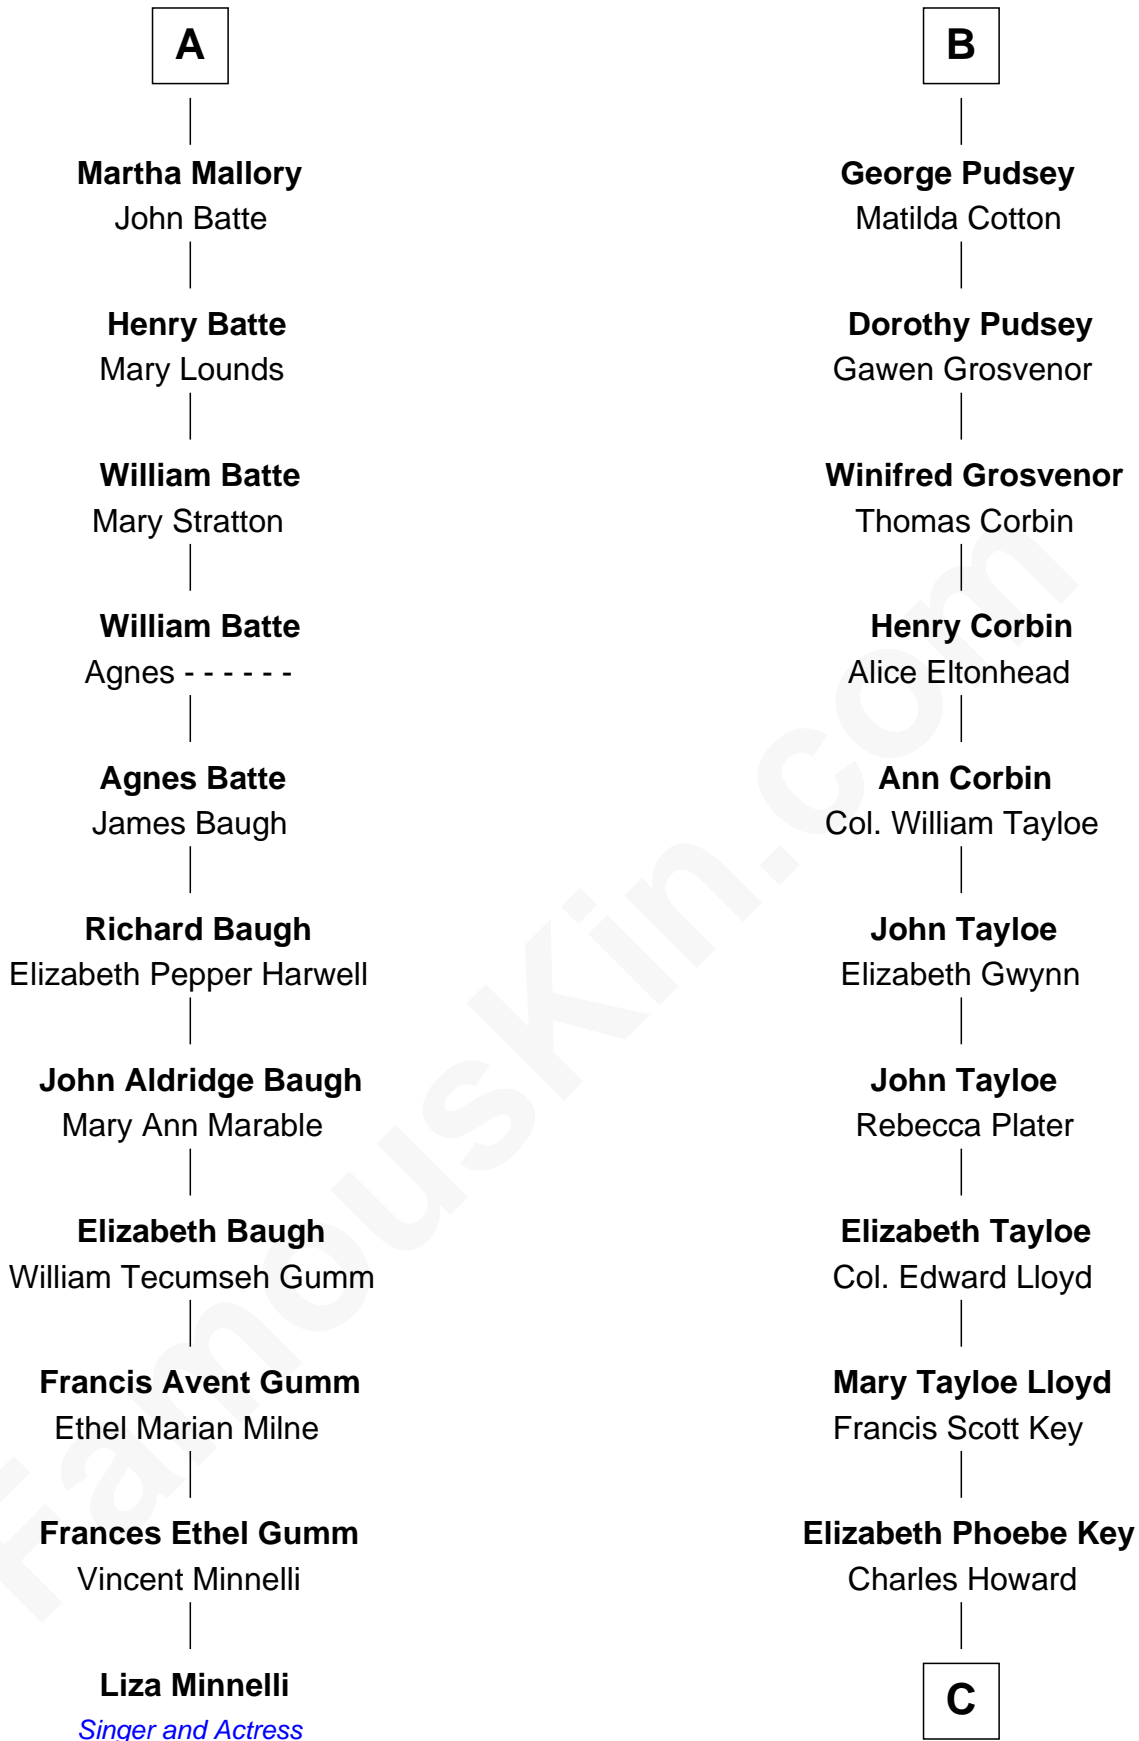 A
Martha Mallory
John Batte
Henry Batte
Mary Lounds
William Batte
Mary Stratton
William Batte
Agnes - - - - - -
Agnes Batte
James Baugh
Richard Baugh
Elizabeth Pepper Harwell
John Aldridge Baugh
Mary Ann Marable
Elizabeth Baugh
William Tecumseh Gumm
Francis Avent Gumm
Ethel Marian Milne
Frances Ethel Gumm
Vincent Minnelli
Liza Minnelli
Singer and Actress
B
George Pudsey
Matilda Cotton
Dorothy Pudsey
Gawen Grosvenor
Winifred Grosvenor
Thomas Corbin
Henry Corbin
Alice Eltonhead
Ann Corbin
Col. William Tayloe
John Tayloe
Elizabeth Gwynn
John Tayloe
Rebecca Plater
Elizabeth Tayloe
Col. Edward Lloyd
Mary Tayloe Lloyd
Francis Scott Key
Elizabeth Phoebe Key
Charles Howard
C
FamousKin.com